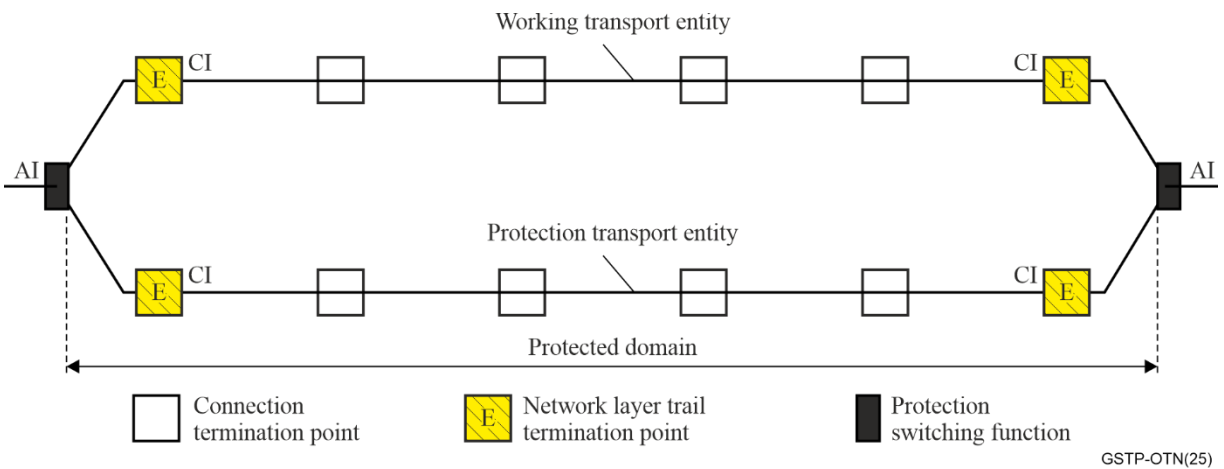 Working transport entity
E
CI
CI
E
AI
AI
Protection transport entity
E
CI
CI
E
Protected domain
Connection
termination point
E
Network layer trail
termination point
Protection
switching function
GSTP-OTN(25)